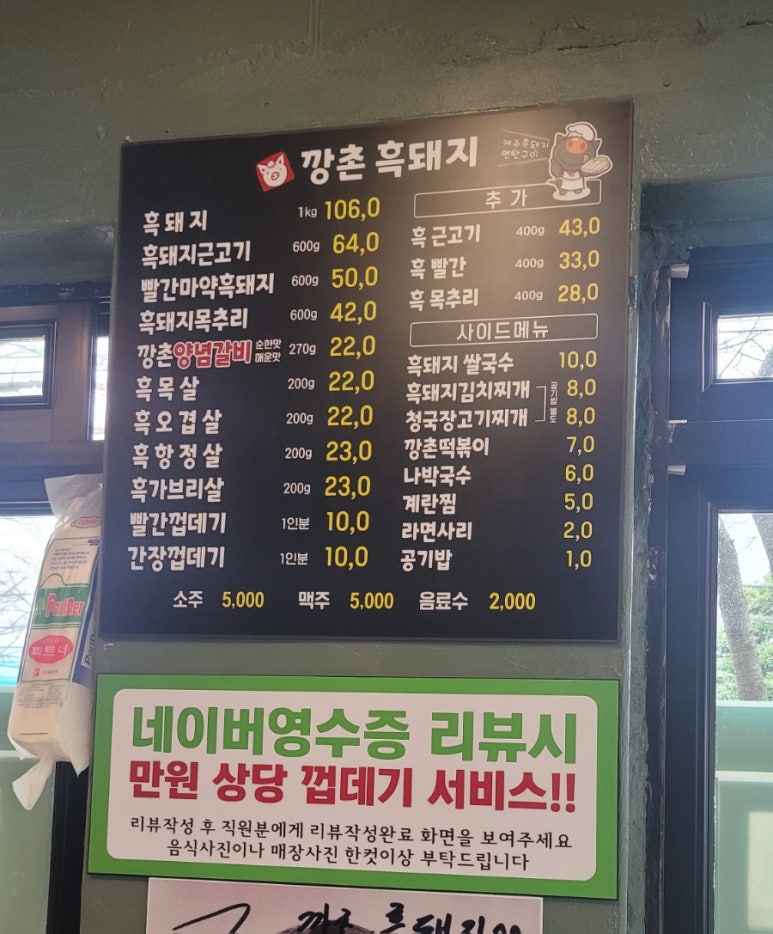 깡촌 흑돼지
제주흑돼지
연탄구이
흑돼지 1kg 106,0
흑돼지근고기 600g 64,0
빨간마약흑돼지 600g 50,0
흑돼지목추리 600g 42,0
깡촌양념갈비 순한맛 매운맛 270g 22,0
흑목살 200g 22,0
흑오겹살 200g 22,0
흑항정살 200g 23,0
흑가브리살 200g 23,0
빨간껍데기 1인분 10,0
간장껍데기 1인분 10,0
추가
흑근고기 400g 43,0
흑빨간 400g 33,0
흑목추리 400g 28,0
사이드메뉴
흑돼지 쌀국수 10,0
흑돼지김치찌개 8,0
청국장고기찌개 8,0
공기밥 별도
깡촌떡볶이 7,0
나박국수 6,0
계란찜 5,0
라면사리 2,0
공기밥 1,0
소주 5,000 맥주 5,000 음료수 2,000
Partner
파트너
네이버영수증 리뷰시
만원 상당 껍데기 서비스!!
리뷰작성 후 직원분에게 리뷰작성완료 화면을 보여주세요
음식사진이나 매장사진 한컷이상 부탁드립니다
깡촌 흑돼지